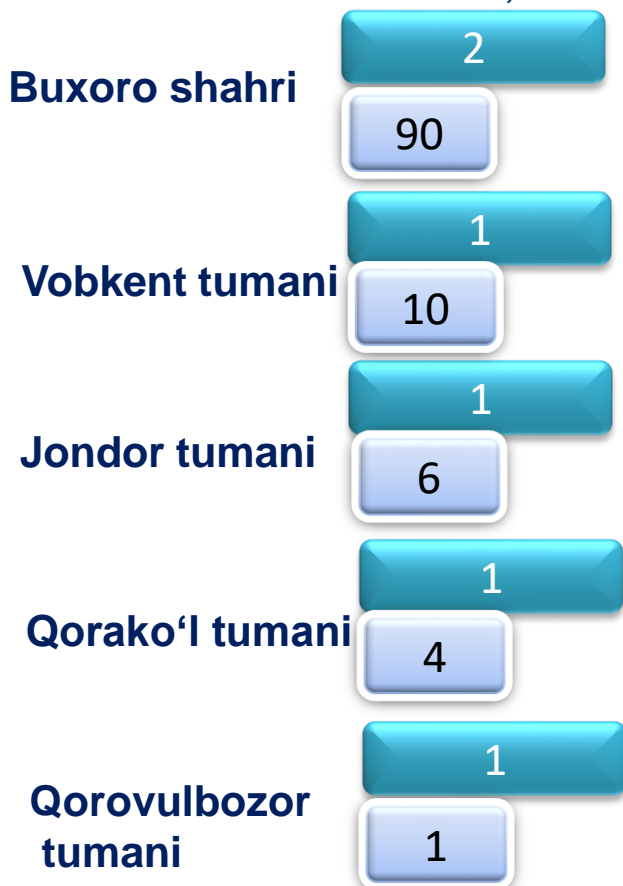 2
Buxoro shahri
90
1
Vobkent tumani
10
1
Jondor tumani
6
1
Qorako‘l tumani
4
1
Qorovulbozor
tumani
1